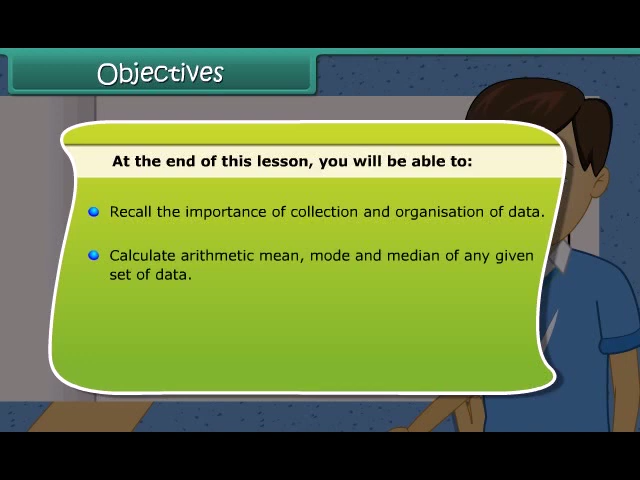 Objectives
At the end of this lesson, you will be able to:
Recall the importance of collection and organisation of data.
Calculate arithmetic mean, mode and median of any given
set of data.